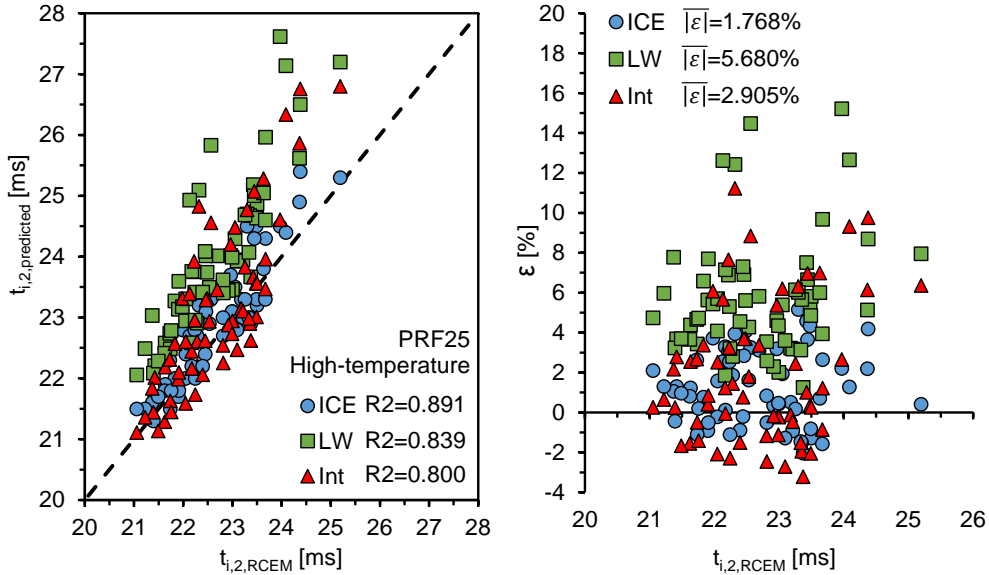 28
27
26
25
24
23
22
21
20
t_{i,2,predicted} [ms]
PRF25
High-temperature
ICE R2=0.891
LW R2=0.839
Int R2=0.800
20 21 22 23 24 25 26 27 28
t_{i,2,RCEM} [ms]
20
18
16
14
12
10
8
6
4
2
0
-2
-4
ε [%]
ICE |ε|=1.768%
LW |ε|=5.680%
Int |ε|=2.905%
20 21 22 23 24 25 26
t_{i,2,RCEM} [ms]